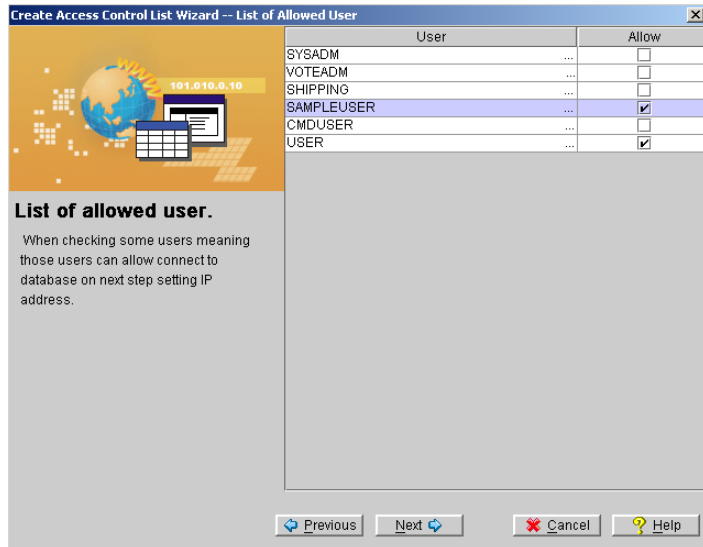 Create Access Control List Wizard -- List of Allowed User
WWW
101.010.0.10
List of allowed user.
When checking some users meaning
those users can allow connect to
database on next step setting IP
address.
User Allow
SYSADM ...
VOTEADM ...
SHIPPING ...
SAMPLEUSER ...
CMDUSER ...
USER ...
Previous Next Cancel Help